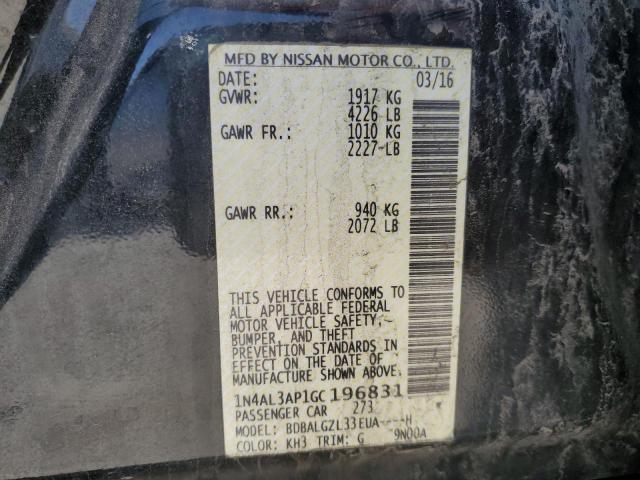 MFD BY NISSAN MOTOR CO., LTD.
DATE: 03/16
GVWR: 1917 KG
4226 LB
GAWR FR.: 1010 KG
2227 LB
GAWR RR.: 940 KG
2072 LB
THIS VEHICLE CONFORMS TO
ALL APPLICABLE FEDERAL
MOTOR VEHICLE SAFETY,
BUMPER, AND THEFT
PREVENTION STANDARDS IN
EFFECT ON THE DATE OF
MANUFACTURE SHOWN ABOVE.
1N4AL3AP1GC196831
PASSENGER CAR 273
MODEL: BDBALGZL33EUA----H
COLOR: KH3 TRIM: G 9N00A